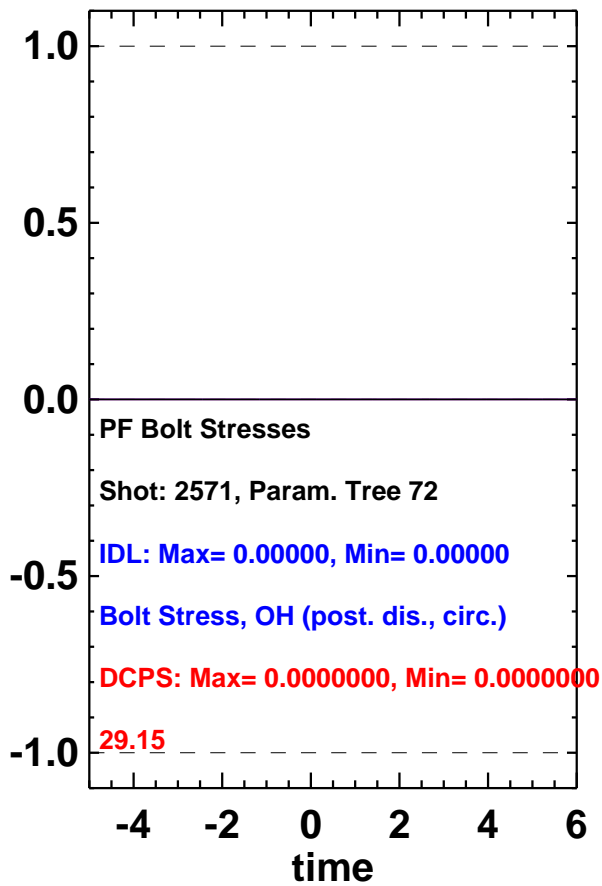 1.0
0.5
0.0
PF Bolt Stresses
Shot: 2571, Param. Tree 72
IDL: Max= 0.00000, Min= 0.00000
-0.5
Bolt Stress, OH (post. dis., circ.)
DCPS: Max= 0.0000000, Min= 0.0000000
29.15
-1.0
-4 -2 0 2 4 6
time